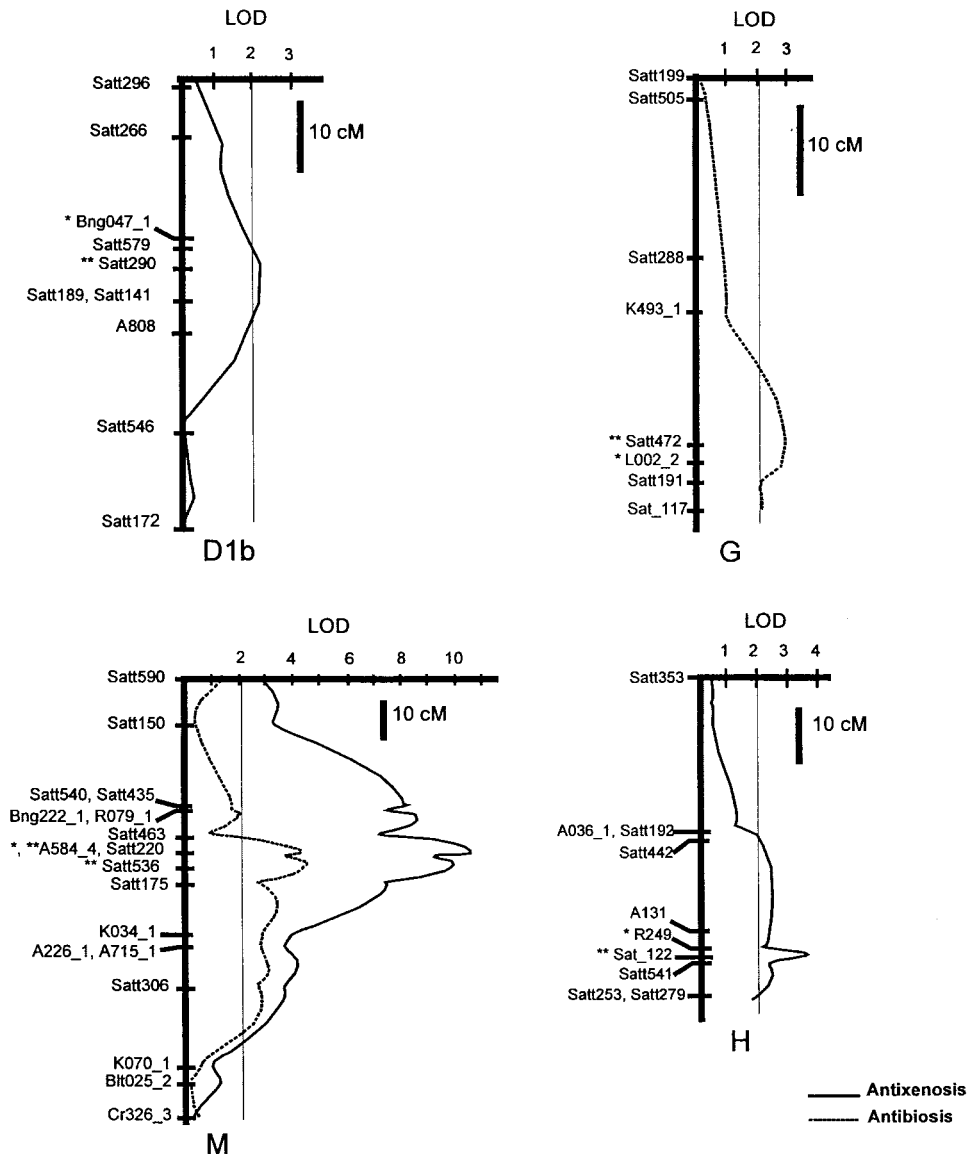 LOD
1 2 3
Satt296
10 cM
Satt266
* Bng047_1
Satt579
** Satt290
Satt189, Satt141
A808
Satt546
Satt172
D1b
LOD
1 2 3
Satt199
Satt505
10 cM
Satt288
K493_1
** Satt472
* L002_2
Satt191
Sat_117
G
LOD
2 4 6 8 10
Satt590
10 cM
Satt150
Satt540, Satt435
Bng222_1, R079_1
Satt463
*, **A584_4, Satt220
** Satt536
Satt175
K034_1
A226_1, A715_1
Satt306
K070_1
Blt025_2
Cr326_3
M
LOD
1 2 3 4
Satt353
10 cM
A036_1, Satt192
Satt442
A131
* R249
** Sat_122
Satt541
Satt253, Satt279
H
Antixenosis
Antibiosis